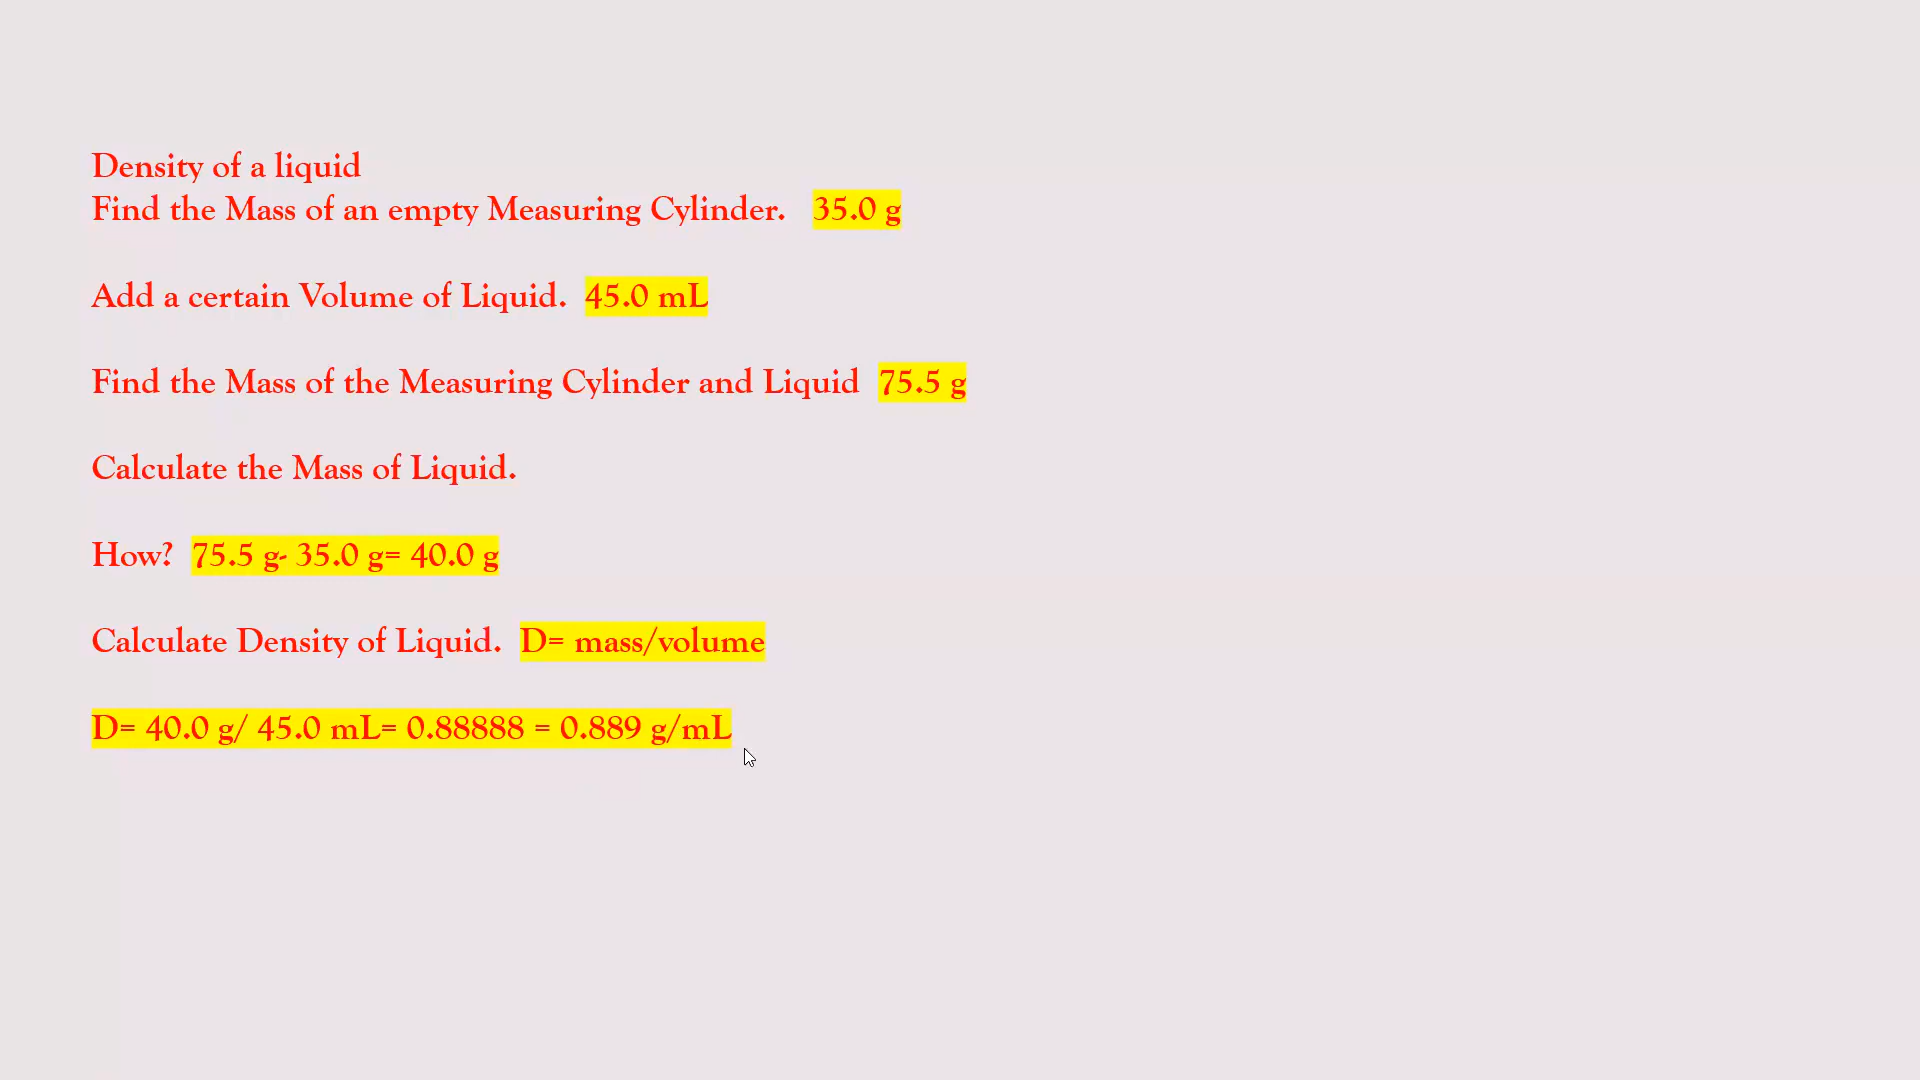 Density of a liquid
Find the Mass of an empty Measuring Cylinder. 35.0 g
Add a certain Volume of Liquid. 45.0 mL
Find the Mass of the Measuring Cylinder and Liquid 75.5 g
Calculate the Mass of Liquid.
How? 75.5 g- 35.0 g= 40.0 g
Calculate Density of Liquid. D= mass/volume
D= 40.0 g/ 45.0 mL= 0.88888 = 0.889 g/mL